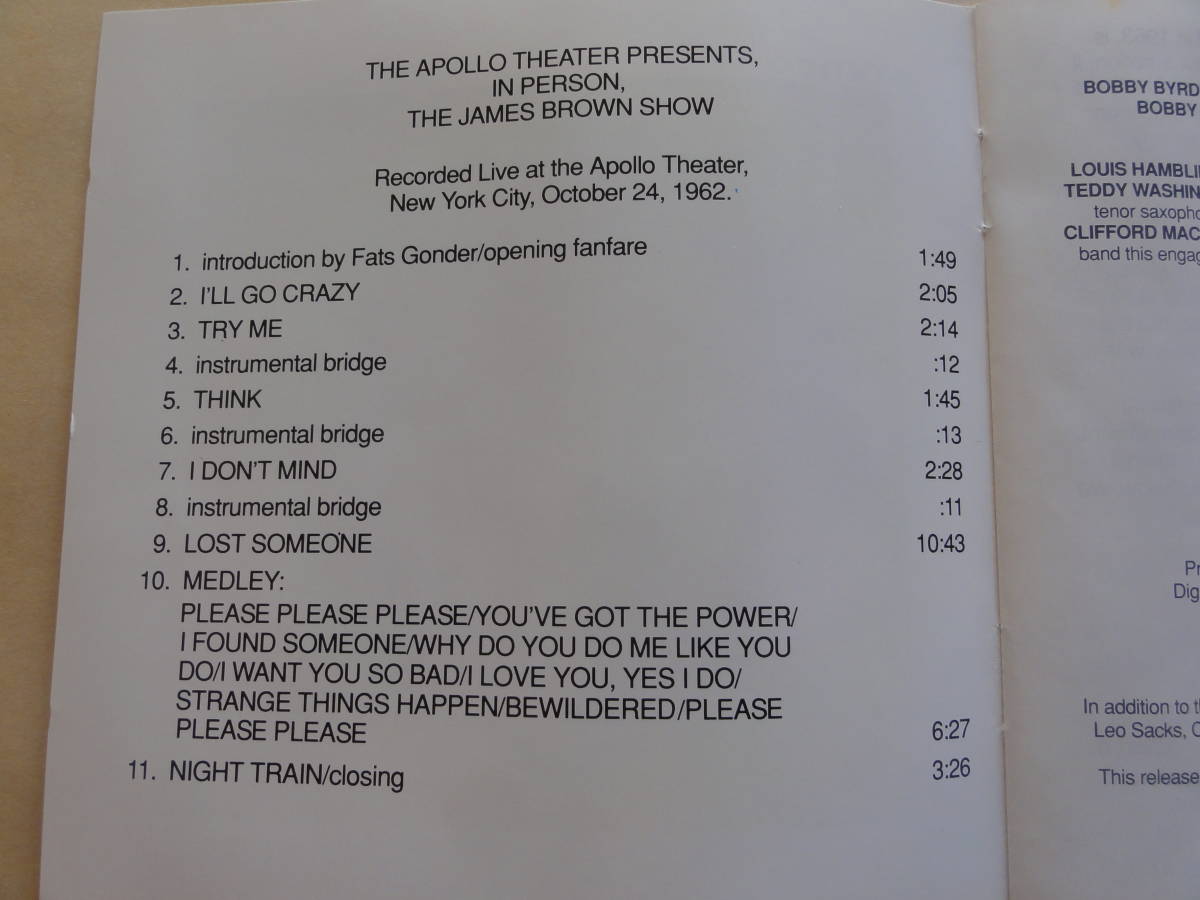 THE APOLLO THEATER PRESENTS,
IN PERSON,
THE JAMES BROWN SHOW
Recorded Live at the Apollo Theater,
New York City, October 24, 1962.
1. introduction by Fats Gonder/opening fanfare 1:49
2. I'LL GO CRAZY 2:05
3. TRY ME 2:14
4. instrumental bridge :12
5. THINK 1:45
6. instrumental bridge :13
7. I DON'T MIND 2:28
8. instrumental bridge :11
9. LOST SOMEONE 10:43
10. MEDLEY:
PLEASE PLEASE PLEASE/YOU'VE GOT THE POWER/
I FOUND SOMEONE/WHY DO YOU DO ME LIKE YOU
DO/I WANT YOU SO BAD/I LOVE YOU, YES I DO/
STRANGE THINGS HAPPEN/BEWILDERED/PLEASE
PLEASE PLEASE 6:27
11. NIGHT TRAIN/closing 3:26
BOBBY BYRD
BOBBY
LOUIS
TEDDY
tenor
CLIFFORD
band this
In addition to
Leo Sacks,
This release